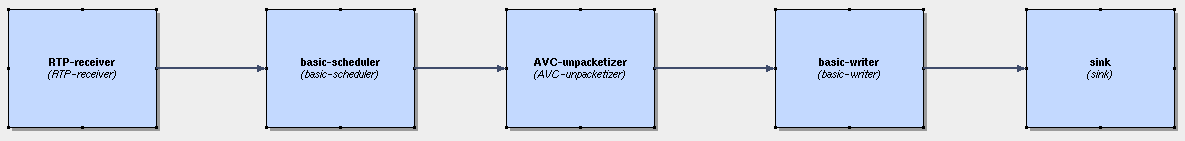 RTP-receiver
(RTP-receiver)
basic-scheduler
(basic-scheduler)
AVC-unpacketizer
(AVC-unpacketizer)
basic-writer
(basic-writer)
sink
(sink)